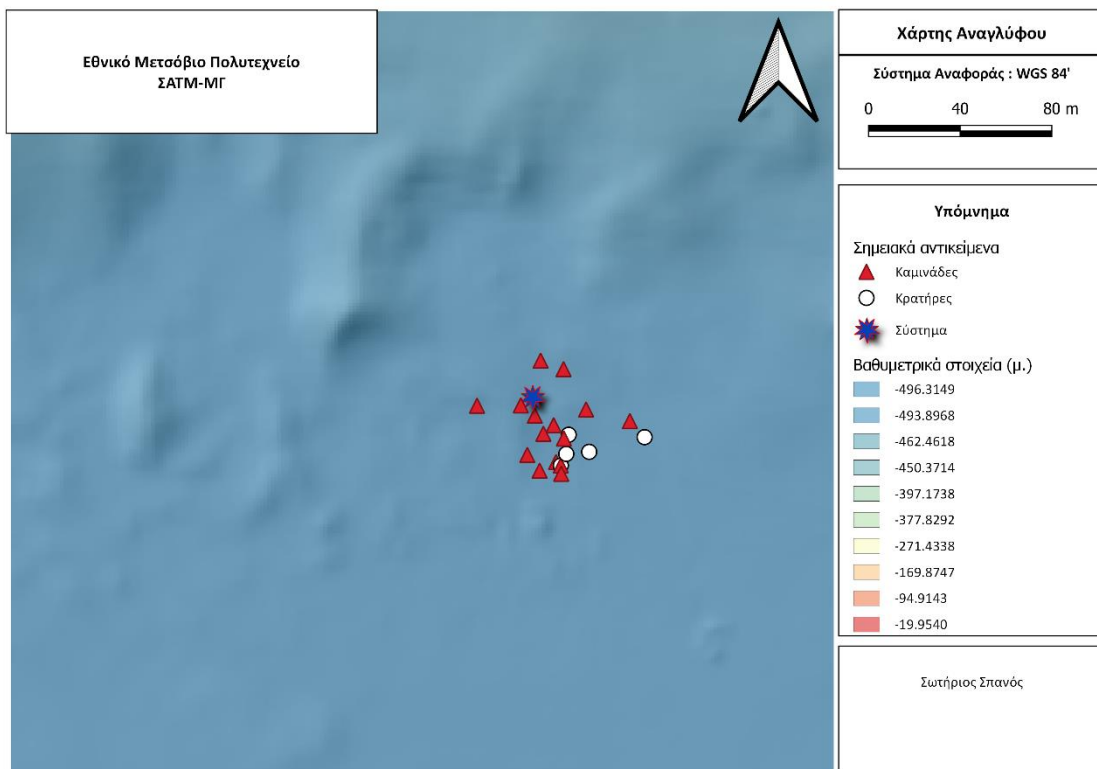 Εθνικό Μετσόβιο Πολυτεχνείο
ΣΑΤΜ-ΜΓ
Χάρτης Αναγλύφου
Σύστημα Αναφοράς : WGS 84'
0 40 80 m
Υπόμνημα
Σημειακά αντικείμενα
Καμινάδες
Κρατήρες
Σύστημα
Βαθυμετρικά στοιχεία (μ.)
-496.3149
-493.8968
-462.4618
-450.3714
-397.1738
-377.8292
-271.4338
-169.8747
-94.9143
-19.9540
Σωτήριος Σπανός